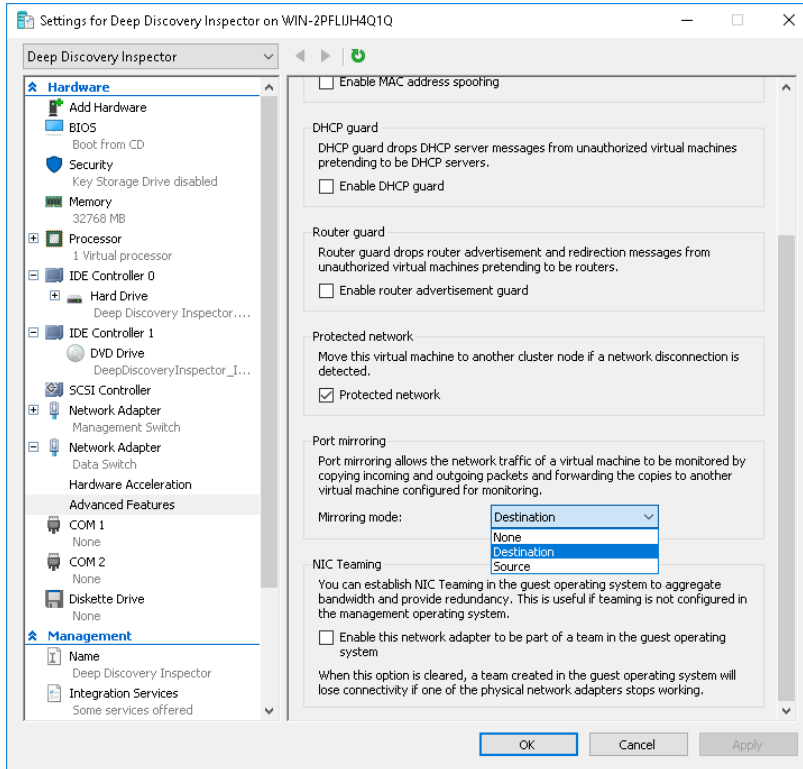 Settings for Deep Discovery Inspector on WIN-2PFLIJH4Q1Q
Deep Discovery Inspector
Hardware
Add Hardware
BIOS
Boot from CD
Security
Key Storage Drive disabled
Memory
32768 MB
Processor
1 Virtual processor
IDE Controller 0
Hard Drive
Deep Discovery Inspector....
IDE Controller 1
DVD Drive
DeepDiscoveryInspector_I...
SCSI Controller
Network Adapter
Management Switch
Network Adapter
Data Switch
Hardware Acceleration
Advanced Features
COM 1
None
COM 2
None
Diskette Drive
None
Management
Name
Deep Discovery Inspector
Integration Services
Some services offered
Enable MAC address spoofing
DHCP guard
DHCP guard drops DHCP server messages from unauthorized virtual machines
pretending to be DHCP servers.
Enable DHCP guard
Router guard
Router guard drops router advertisement and redirection messages from
unauthorized virtual machines pretending to be routers.
Enable router advertisement guard
Protected network
Move this virtual machine to another cluster node if a network disconnection is
detected.
Protected network
Port mirroring
Port mirroring allows the network traffic of a virtual machine to be monitored by
copying incoming and outgoing packets and forwarding the copies to another
virtual machine configured for monitoring.
Mirroring mode: Destination
None
Destination
Source
NIC Teaming
You can establish NIC Teaming in the guest operating system to aggregate
bandwidth and provide redundancy. This is useful if teaming is not configured in
the management operating system.
Enable this network adapter to be part of a team in the guest operating
system
When this option is cleared, a team created in the guest operating system will
lose connectivity if one of the physical network adapters stops working.
OK Cancel Apply